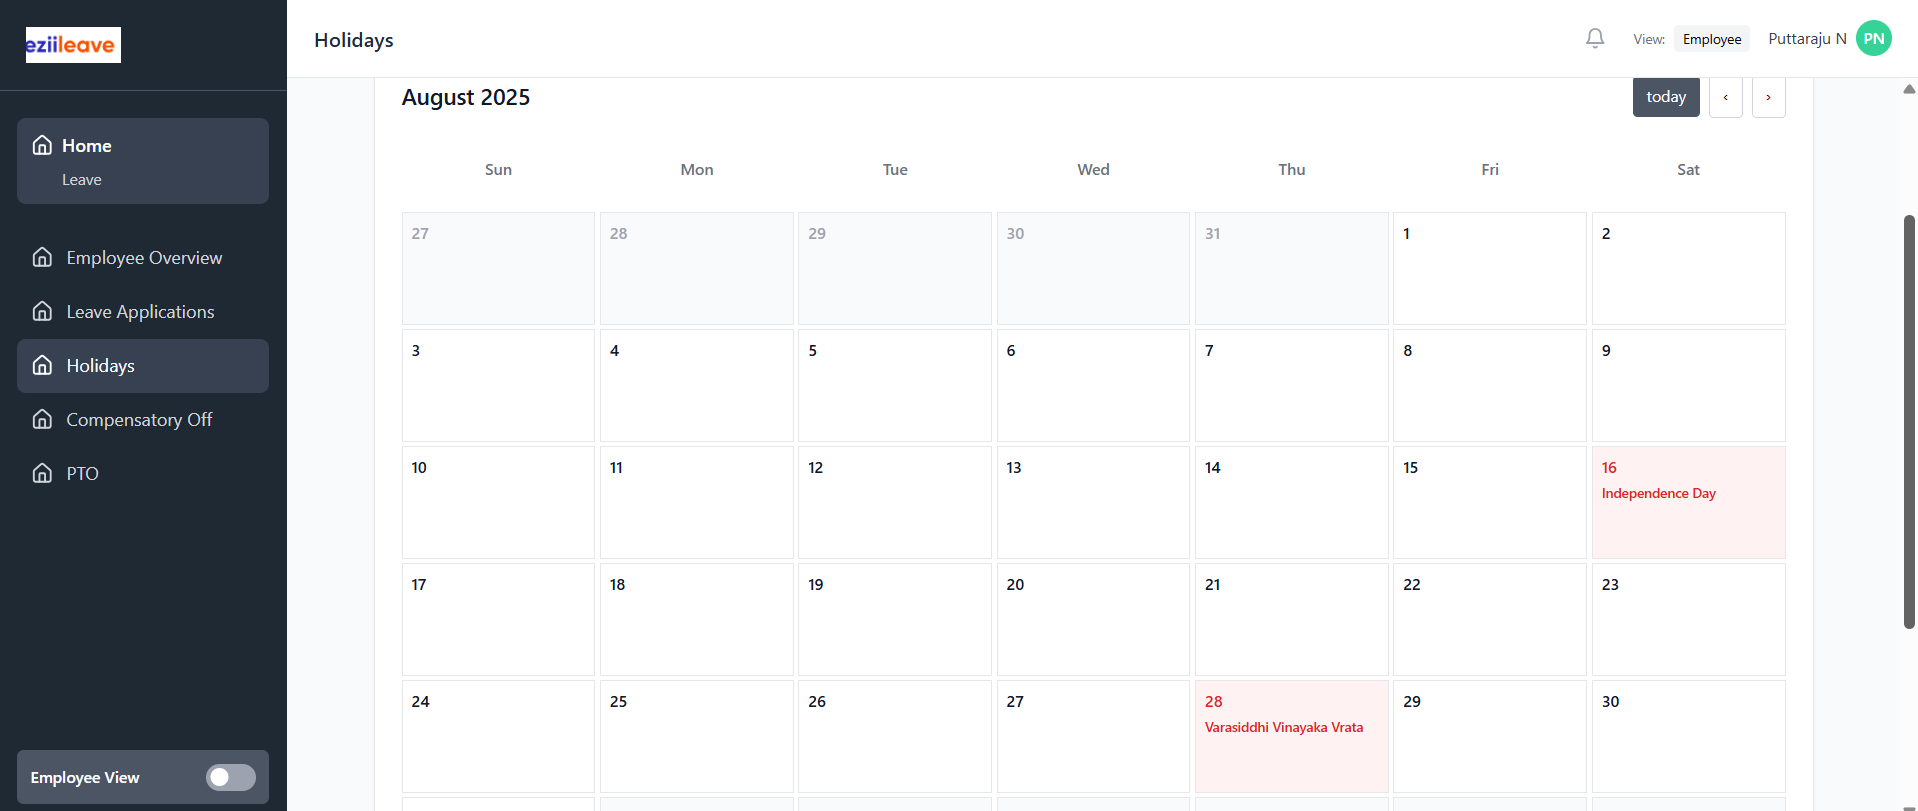 eziileave
Holidays
View: Employee Puttaraju N PN
Home
Leave
Employee Overview
Leave Applications
Holidays
Compensatory Off
PTO
Employee View
August 2025
today ‹ ›
Sun Mon Tue Wed Thu Fri Sat
27 28 29 30 31 1 2
3 4 5 6 7 8 9
10 11 12 13 14 15 16
Independence Day
17 18 19 20 21 22 23
24 25 26 27 28 29 30
Varasiddhi Vinayaka Vrata